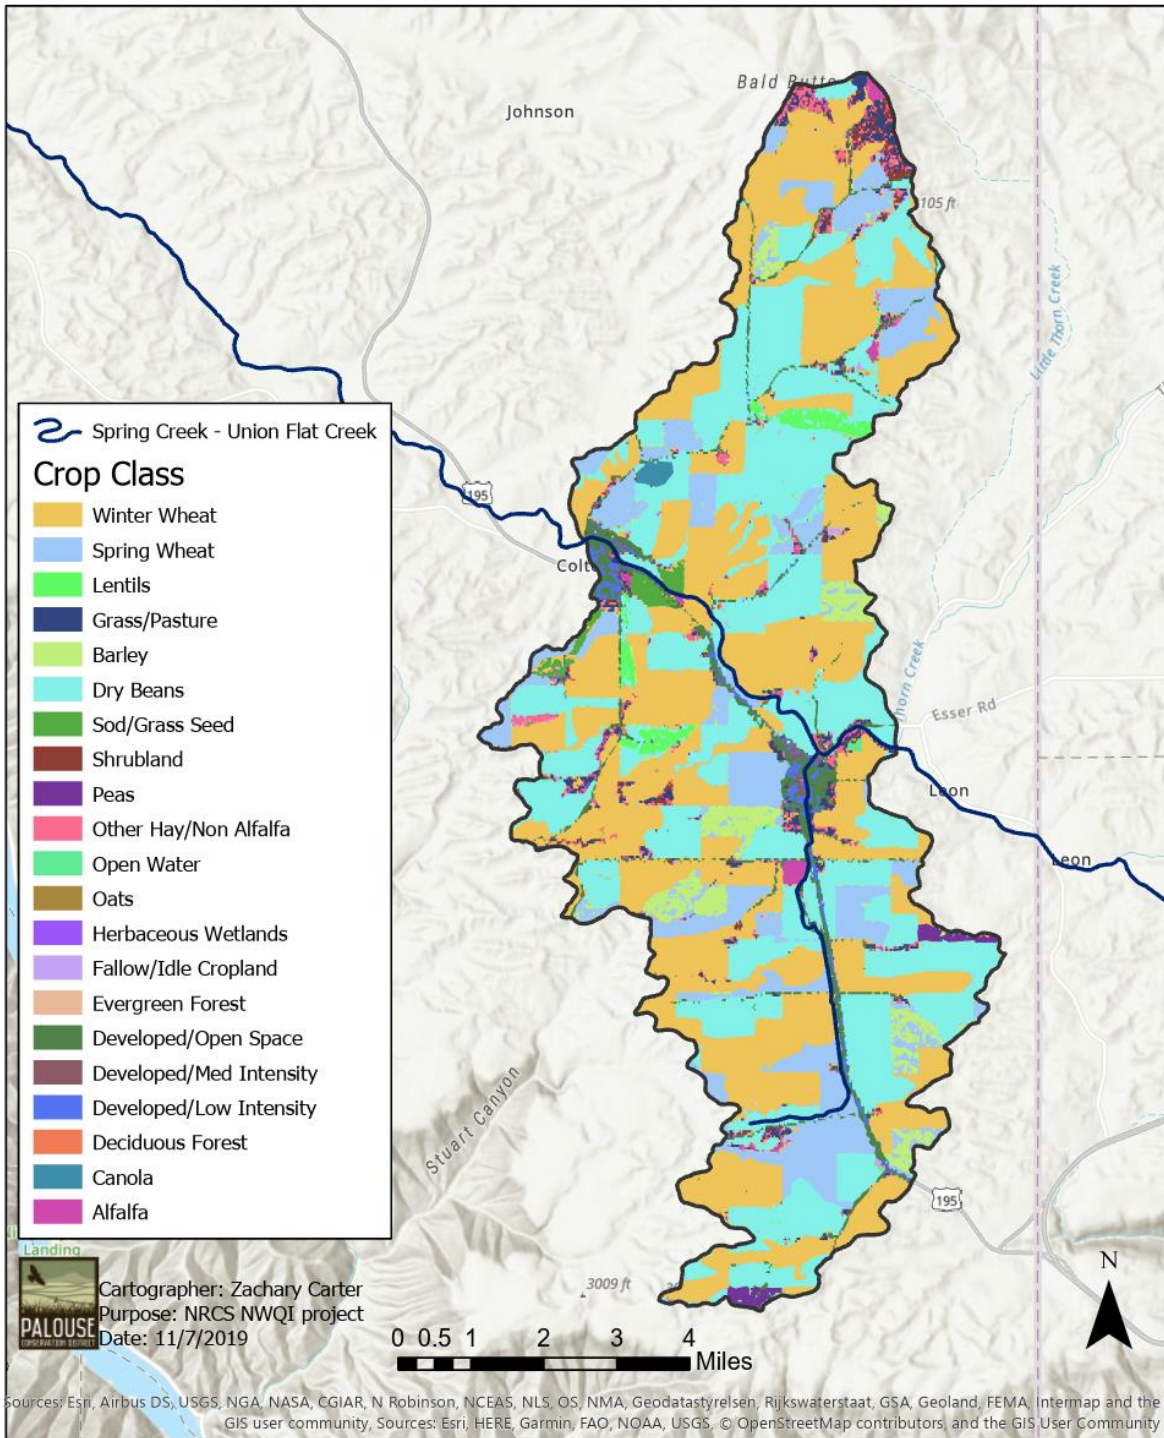 Bald Butte
Johnson
3105 ft
Little Thorn Creek
Spring Creek - Union Flat Creek
Crop Class
195
Winter Wheat
Spring Wheat
Lentils
Grass/Pasture
Barley
Dry Beans
Sod/Grass Seed
Shrubland
Peas
Other Hay/Non Alfalfa
Open Water
Oats
Herbaceous Wetlands
Fallow/Idle Cropland
Evergreen Forest
Developed/Open Space
Developed/Med Intensity
Developed/Low Intensity
Deciduous Forest
Canola
Alfalfa
Colt
Thorn Creek
Esser Rd
Leon
Leon
Stuart Canyon
195
Landing
3009 ft
N
PALOUSE
CONSERVATION DISTRICT
Cartographer: Zachary Carter
Purpose: NRCS NWQI project
Date: 11/7/2019
0 0.5 1 2 3 4
Miles
Sources: Esri, Airbus DS, USGS, NGA, NASA, CGIAR, N Robinson, NCEAS, NLS, OS, NMA, Geodatastyrelsen, Rijkswaterstaat, GSA, Geoland, FEMA, Intermap and the
GIS user community, Sources: Esri, HERE, Garmin, FAO, NOAA, USGS, © OpenStreetMap contributors, and the GIS User Community